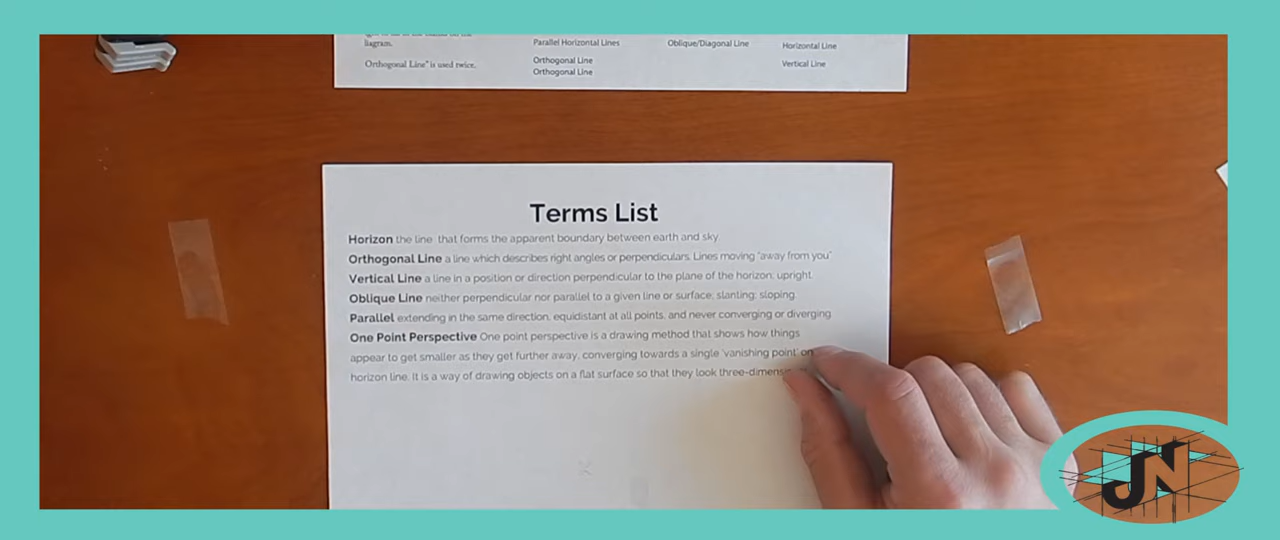 liagram.
Parallel Horizontal Lines
Oblique/Diagonal Line
Horizontal Line
Orthogonal Line" is used twice.
Orthogonal Line
Orthogonal Line
Vertical Line
Terms List
Horizon the line that forms the apparent boundary between earth and sky.
Orthogonal Line a line which describes right angles or perpendiculars. Lines moving "away from you"
Vertical Line a line in a position or direction perpendicular to the plane of the horizon; upright.
Oblique Line neither perpendicular nor parallel to a given line or surface; slanting; sloping.
Parallel extending in the same direction, equidistant at all points, and never converging or diverging
One Point Perspective One point perspective is a drawing method that shows how things
appear to get smaller as they get further away, converging towards a single 'vanishing point' on
horizon line. It is a way of drawing objects on a flat surface so that they look
JN